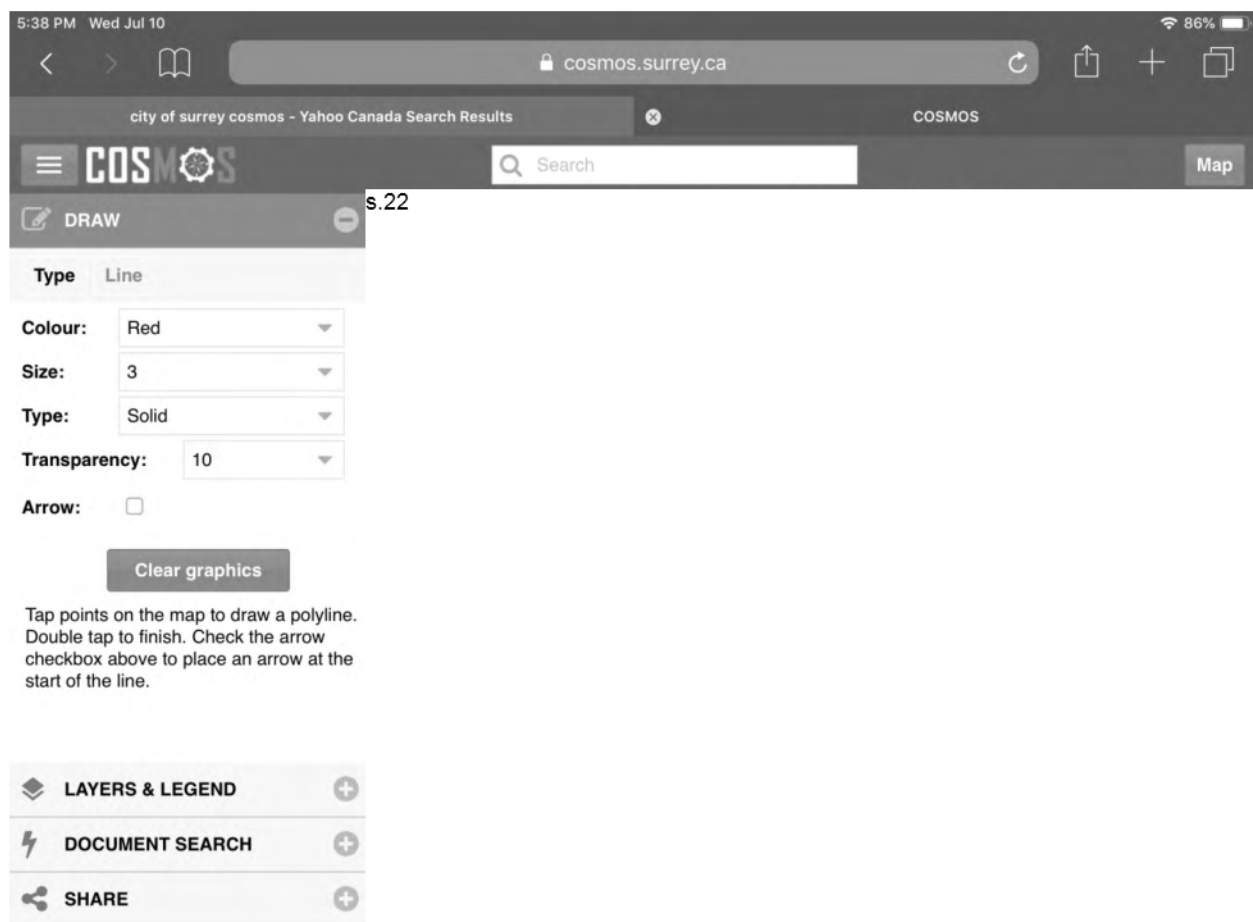 5:38 PM Wed Jul 10
86%
cosmos.surrey.ca
city of surrey cosmos - Yahoo Canada Search Results
COSMOS
COSMOS
Search
Map
DRAW
s.22
Type Line
Colour: Red
Size: 3
Type: Solid
Transparency: 10
Arrow:
Clear graphics
Tap points on the map to draw a polyline.
Double tap to finish. Check the arrow
checkbox above to place an arrow at the
start of the line.
LAYERS & LEGEND
DOCUMENT SEARCH
SHARE